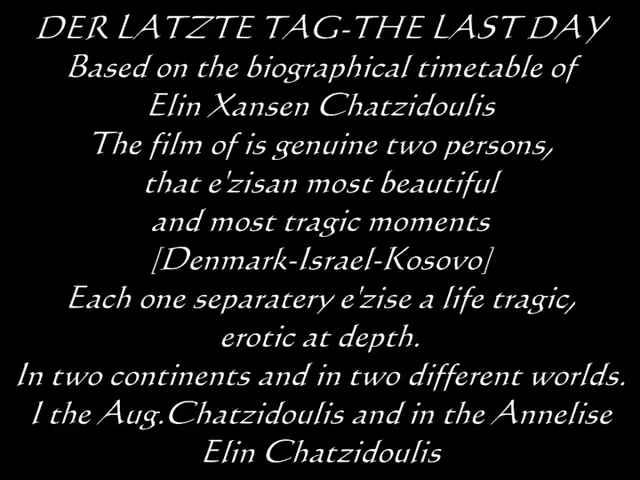 DER LATZTE TAG-THE LAST DAY
Based on the biographical timetable of
Elin Xansen Chatzidoulis
The film of is genuine two persons,
that e'zisan most beautiful
and most tragic moments
[Denmark-Israel-Kosovo]
Each one separatery e'zise a life tragic,
erotic at depth.
In two continents and in two different worlds.
I the Aug.Chatzidoulis and in the Annelise
Elin Chatzidoulis